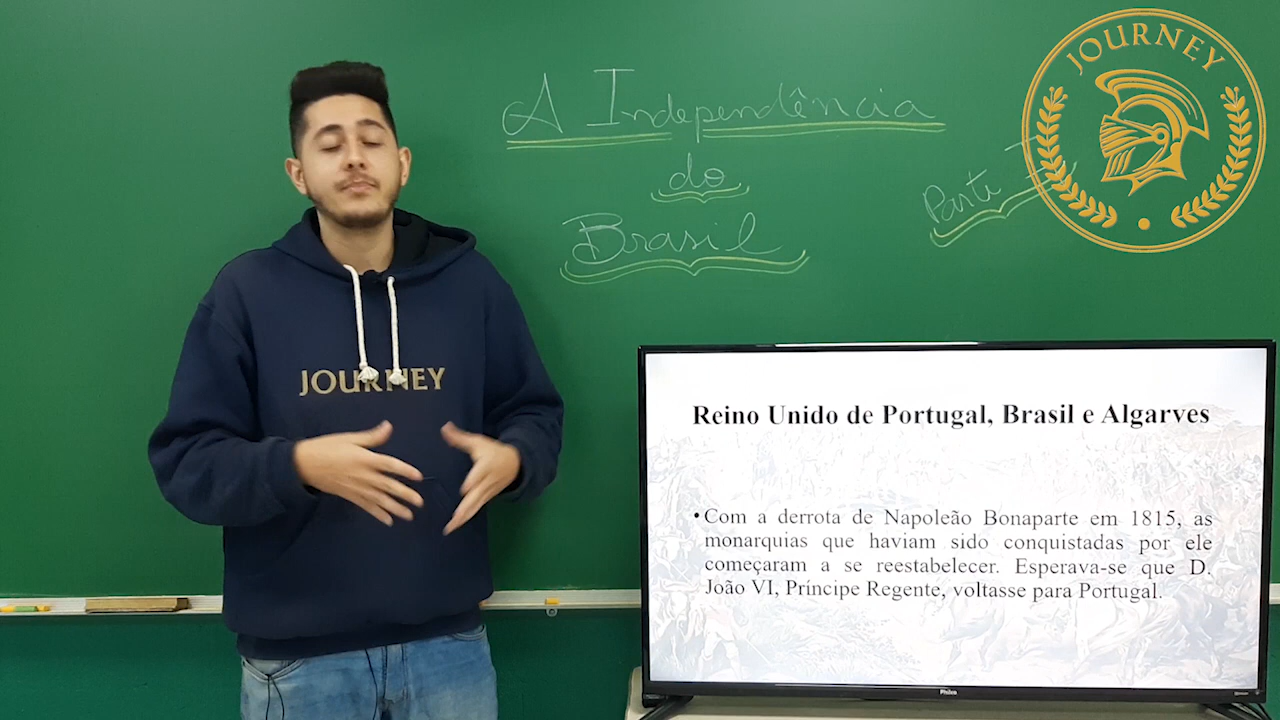 A Independência
do
Brasil
Parte
JOURNEY
JOURNEY
Reino Unido de Portugal, Brasil e Algarves
•Com a derrota de Napoleão Bonaparte em 1815, as
monarquias que haviam sido conquistadas por ele
começaram a se reestabelecer. Esperava-se que D.
João VI, Príncipe Regente, voltasse para Portugal.
Philco